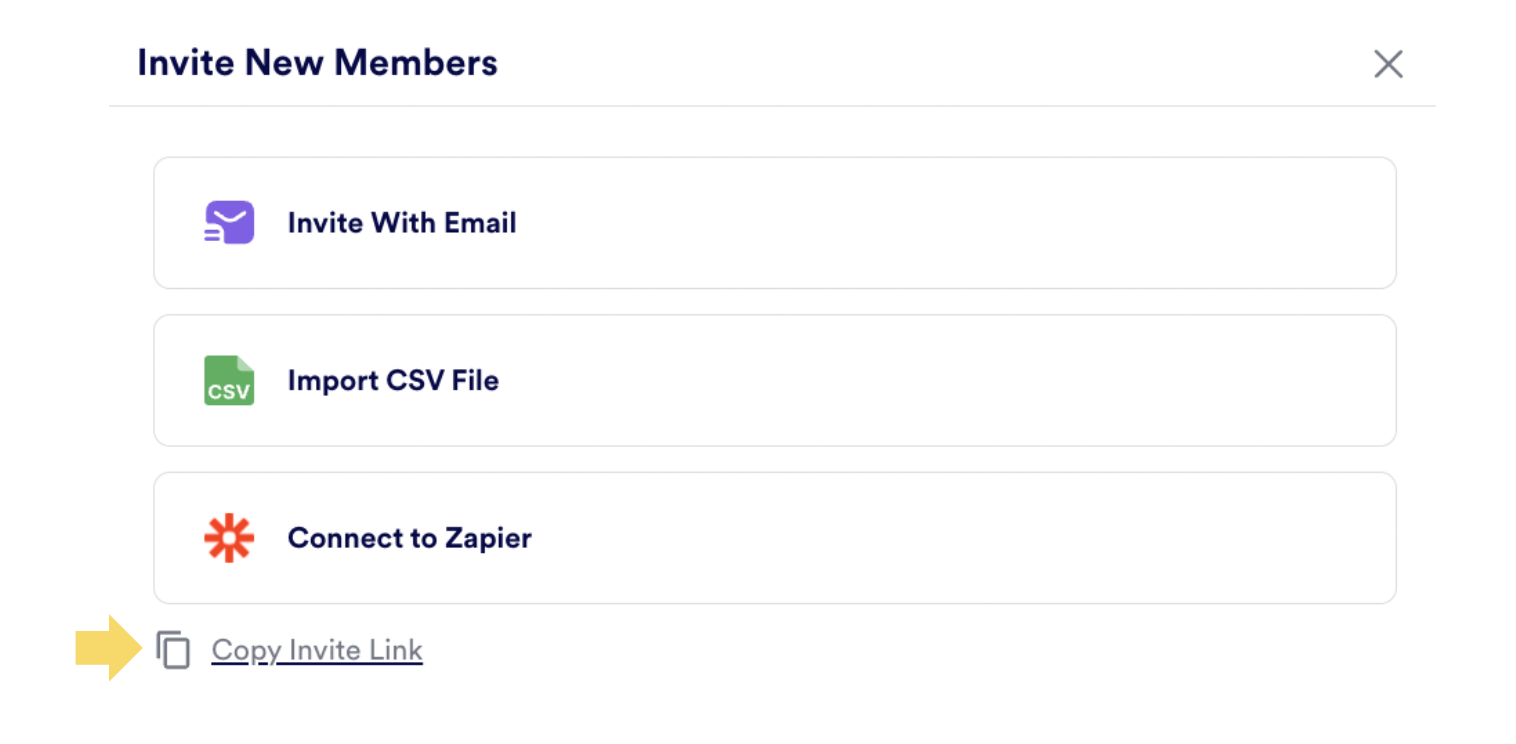 Invite New Members
Invite With Email
CSV
Import CSV File
Connect to Zapier
Copy Invite Link